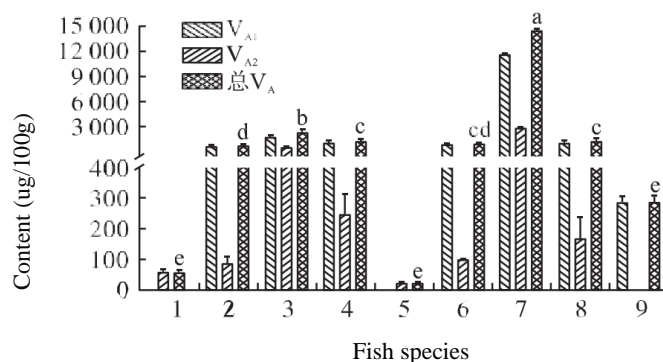 15 000
12 000
9 000
6 000
3 000
400
300
200
100
0
V_A1
V_A2
总V_A
e
d
b
c
e
cd
a
c
e
1 2 3 4 5 6 7 8 9
Content (ug/100g)
Fish species